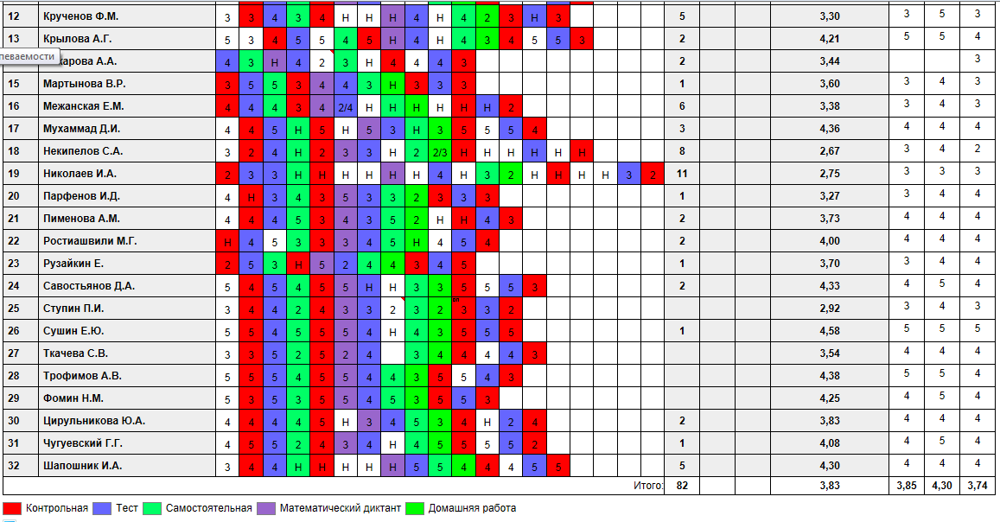 12 Крученов Ф.М. 3 3 4 3 4 Н Н Н 4 Н 4 2 3 Н 3 5 3,30 3 5 3
13 Крылова А.Г. 5 3 4 5 5 4 5 Н 4 Н 4 3 4 5 5 3 2 4,21 5 5 4
певаемости карова А.А. 4 3 Н 4 2 3 Н 4 4 4 3 2 3,44 3
15 Мартынова В.Р. 3 5 5 3 4 4 3 Н 3 3 3 1 3,60 3 4 3
16 Межанская Е.М. 4 4 4 3 4 2/4 Н Н Н Н Н Н 2 6 3,38 3 4 3
17 Мухаммад Д.И. 4 4 5 Н 5 Н 5 3 Н 3 5 5 5 4 3 4,36 4 4 4
18 Некипелов С.А. 3 2 4 Н 2 3 3 Н 2 2/3 Н Н Н Н Н Н 8 2,67 3 4 2
19 Николаев И.А. 2 3 3 Н Н Н Н Н Н 4 Н 3 2 Н Н Н Н 3 2 11 2,75 3 3 3
20 Парфенов И.Д. 4 Н 3 4 3 5 3 3 2 3 3 3 1 3,27 3 4 4
21 Пименова А.М. 4 4 4 5 3 4 3 5 2 Н Н 4 3 2 3,73 4 4 4
22 Ростиашвили М.Г. Н 4 5 3 3 3 4 5 Н 4 5 4 2 4,00 4 4 4
23 Рузайкин Е. 2 5 3 Н 5 2 4 4 3 4 5 1 3,70 3 4 4
24 Савостьянов Д.А. 5 4 5 4 5 5 Н Н 3 3 5 5 5 3 2 4,33 4 5 4
25 Ступин П.И. 3 4 4 2 4 3 3 2 3 2 3 3 2 2,92 3 4 3
26 Сушин Е.Ю. 5 5 4 5 5 5 4 Н 4 3 5 5 5 1 4,58 5 5 5
27 Ткачева С.В. 3 3 5 2 5 2 4 3 4 4 4 4 3 3,54 4 4 4
28 Трофимов А.В. 5 5 5 4 5 5 4 4 3 5 5 4 3 4,38 5 5 4
29 Фомин Н.М. 5 3 5 3 5 5 4 5 3 5 5 3 4,25 4 5 4
30 Цирульникова Ю.А. 4 4 4 4 5 Н 3 4 5 3 4 Н 2 4 2 3,83 4 4 4
31 Чугуевский Г.Г. 4 5 5 2 4 3 4 Н 4 5 5 5 5 2 1 4,08 4 5 4
32 Шапошник И.А. 3 4 4 Н Н Н Н Н 5 5 4 4 4 5 5 5 4,30 4 4 4
Итого: 82 3,83 3,85 4,30 3,74
Контрольная Тест Самостоятельная Математический диктант Домашняя работа